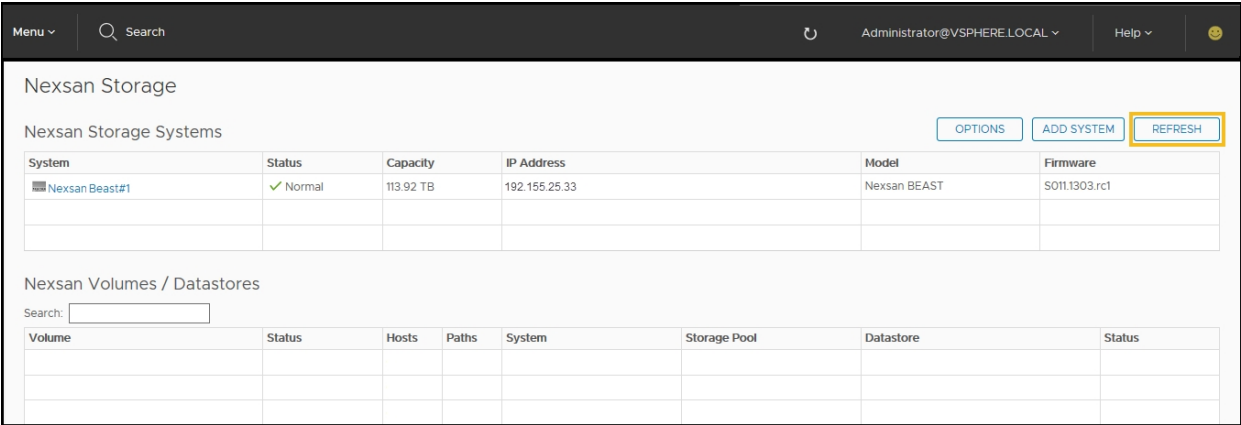 Menu Search Administrator@VSPHERE.LOCAL Help
Nexsan Storage
Nexsan Storage Systems OPTIONS ADD SYSTEM REFRESH
System Status Capacity IP Address Model Firmware
Nexsan Beast#1 Normal 113.92 TB 192.155.25.33 Nexsan BEAST S011.1303.rc1
Nexsan Volumes / Datastores
Search:
Volume Status Hosts Paths System Storage Pool Datastore Status